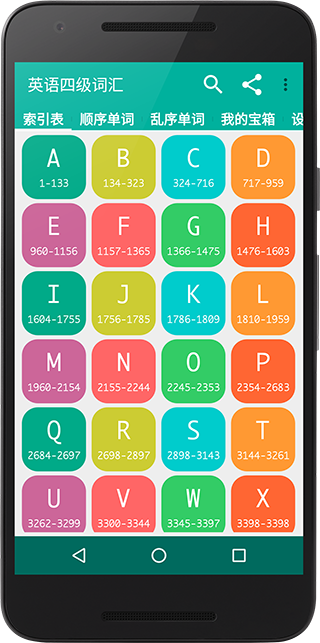 英语四级词汇
索引表 顺序单词 乱序单词 我的宝箱 设
A B C D
1-133 134-323 324-716 717-959
E F G H
960-1156 1157-1365 1366-1475 1476-1603
I J K L
1604-1755 1756-1785 1786-1809 1810-1959
M N O P
1960-2154 2155-2244 2245-2353 2354-2683
Q R S T
2684-2697 2698-2897 2898-3143 3144-3261
U V W X
3262-3299 3300-3344 3345-3397 3398-3398